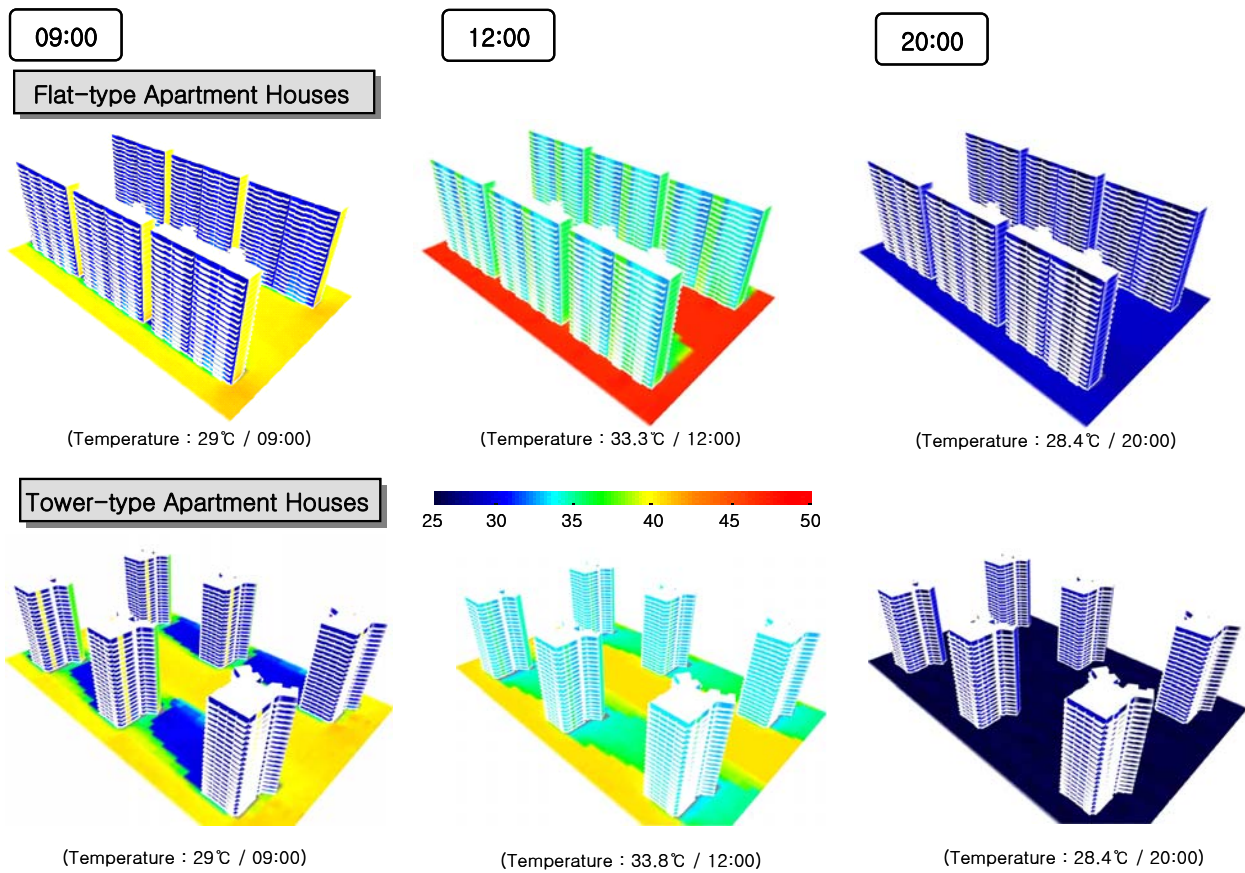 09:00
12:00
20:00
Flat-type Apartment Houses
(Temperature : 29℃ / 09:00)
(Temperature : 33.3℃ / 12:00)
(Temperature : 28.4℃ / 20:00)
Tower-type Apartment Houses
25 30 35 40 45 50
(Temperature : 29℃ / 09:00)
(Temperature : 33.8℃ / 12:00)
(Temperature : 28.4℃ / 20:00)